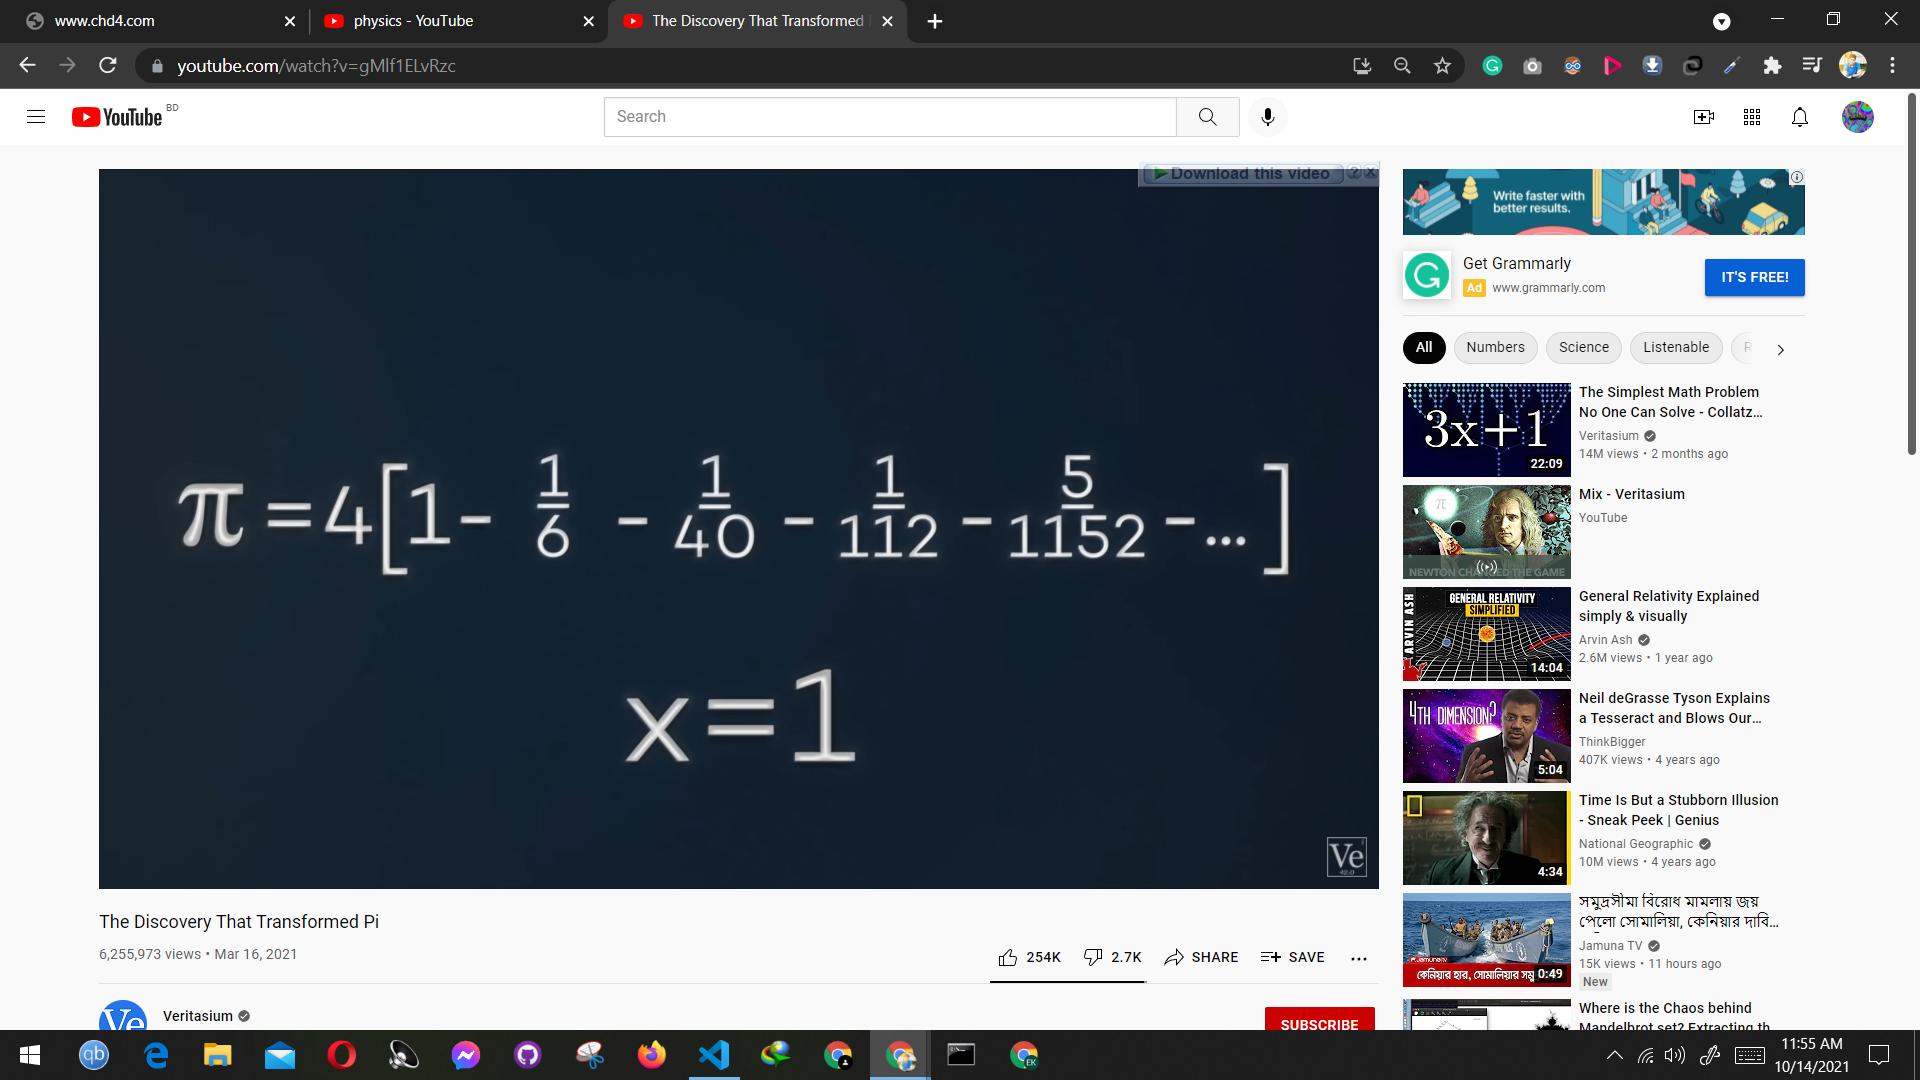 www.chd4.com
physics - YouTube
The Discovery That Transformed
youtube.com/watch?v=gMlf1ELvRzc
YouTube BD
Search
Download this video
π = 4[1 - 1/6 - 1/40 - 1/112 - 5/1152 - ...]
x=1
Ve
42.0
The Discovery That Transformed Pi
6,255,973 views • Mar 16, 2021
254K 2.7K SHARE SAVE ...
Veritasium
SUBSCRIBE
Write faster with
better results.
Get Grammarly
Ad www.grammarly.com
IT'S FREE!
All Numbers Science Listenable R
3x+1
22:09
The Simplest Math Problem
No One Can Solve - Collatz...
Veritasium
14M views • 2 months ago
π
NEWTON CHANGED THE GAME
Mix - Veritasium
YouTube
ARVIN ASH
GENERAL RELATIVITY
SIMPLIFIED
14:04
General Relativity Explained
simply & visually
Arvin Ash
2.6M views • 1 year ago
4TH DIMENSION?
5:04
Neil deGrasse Tyson Explains
a Tesseract and Blows Our...
ThinkBigger
407K views • 4 years ago
4:34
Time Is But a Stubborn Illusion
- Sneak Peek | Genius
National Geographic
10M views • 4 years ago
কেনিয়ার হার, সোমালিয়ার সমু
0:49
সমুদ্রসীমা বিরোধ মামলায় জয়
পেলো সোমালিয়া, কেনিয়ার দাবি...
Jamuna TV
15K views • 11 hours ago
New
Where is the Chaos behind
Mandelbrot set? Extracting th
qb
EK
11:55 AM
10/14/2021